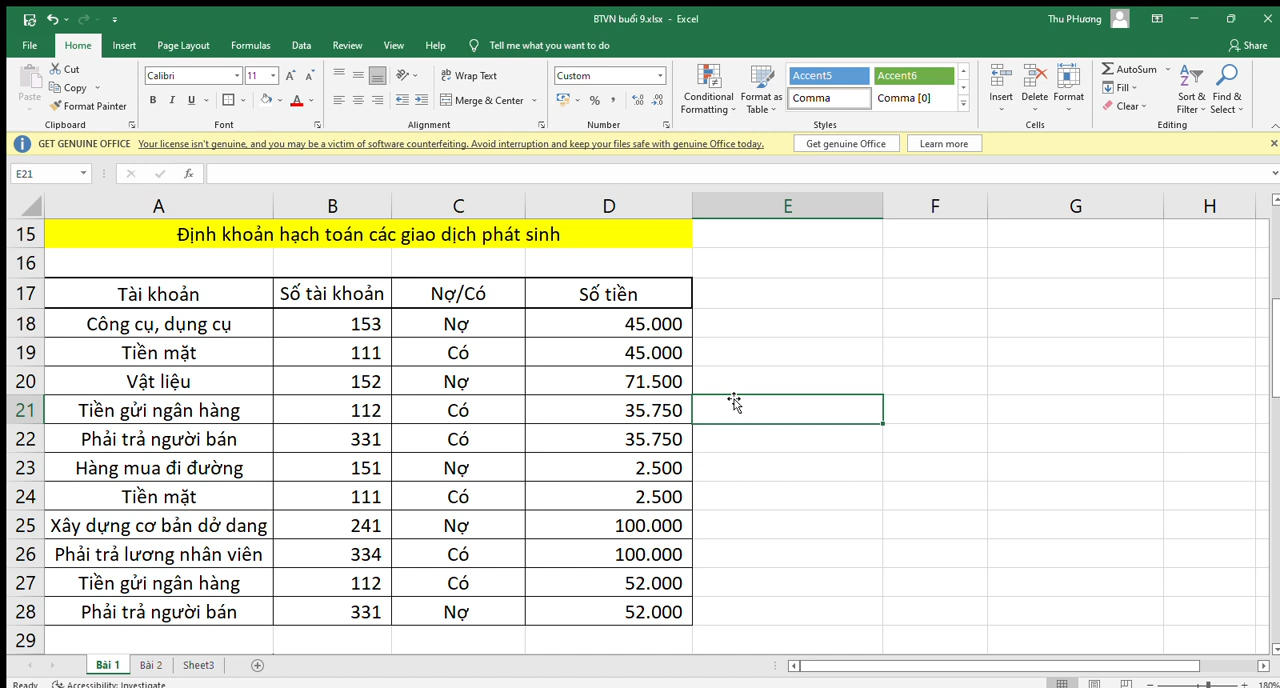 BTVN buổi 9.xlsx - Excel
Thu PHương
File Home Insert Page Layout Formulas Data Review View Help Tell me what you want to do
Share
Paste
Cut
Copy
Format Painter
Clipboard
Calibri 11
B I U
Font
Wrap Text
Merge & Center
Alignment
Custom
Number
Conditional Formatting
Format as Table
Accent5 Accent6
Comma Comma [0]
Styles
Insert Delete Format
Cells
AutoSum
Fill
Clear
Sort & Filter
Find & Select
Editing
GET GENUINE OFFICE Your license isn't genuine, and you may be a victim of software counterfeiting. Avoid interruption and keep your files safe with genuine Office today. Get genuine Office Learn more
E21 fx
A B C D E F G H
15 Định khoản hạch toán các giao dịch phát sinh
16
17 Tài khoản Số tài khoản Nợ/Có Số tiền
18 Công cụ, dụng cụ 153 Nợ 45.000
19 Tiền mặt 111 Có 45.000
20 Vật liệu 152 Nợ 71.500
21 Tiền gửi ngân hàng 112 Có 35.750
22 Phải trả người bán 331 Có 35.750
23 Hàng mua đi đường 151 Nợ 2.500
24 Tiền mặt 111 Có 2.500
25 Xây dựng cơ bản dở dang 241 Nợ 100.000
26 Phải trả lương nhân viên 334 Có 100.000
27 Tiền gửi ngân hàng 112 Có 52.000
28 Phải trả người bán 331 Nợ 52.000
29
Bài 1 Bài 2 Sheet3
Ready Accessibility: Investigate 180%